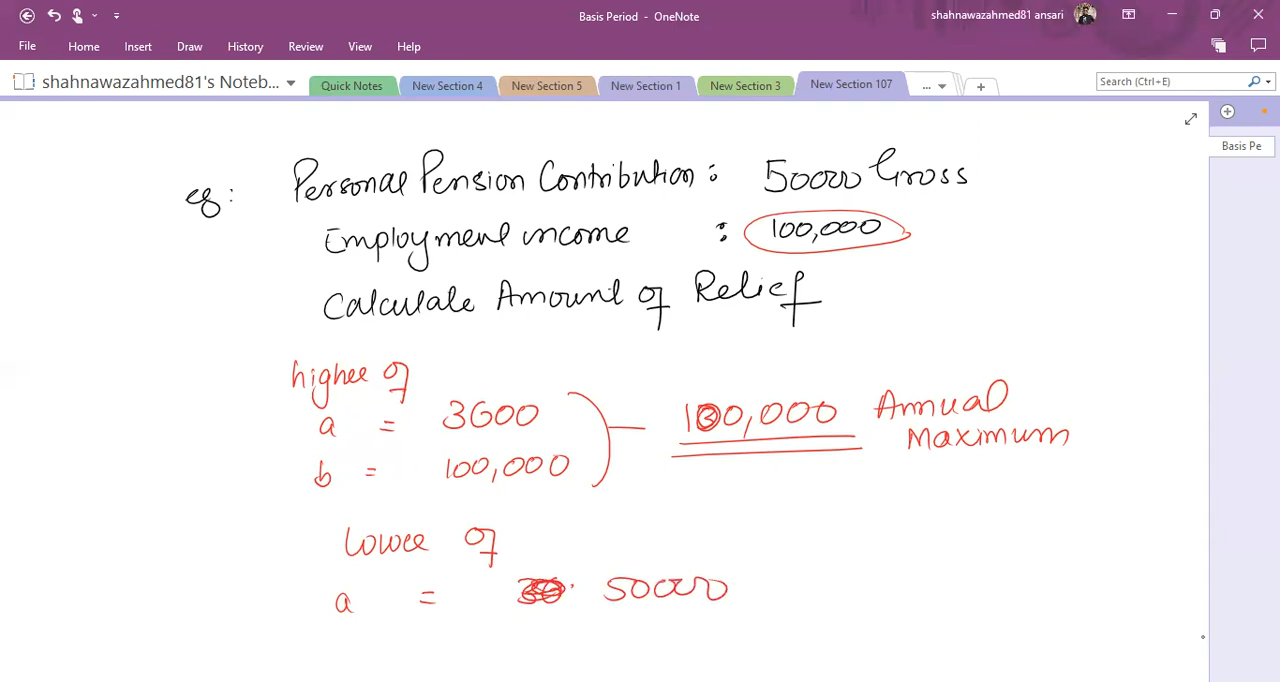 Basis Period - OneNote
shahnawazahmed81 ansari
File Home Insert Draw History Review View Help
shahnawazahmed81's Noteb... Quick Notes New Section 4 New Section 5 New Section 1 New Section 3 New Section 107 ... + Search (Ctrl+E)
Basis Pe
eg: Personal Pension Contribution: 50000 Gross
Employment income : 100,000
Calculate Amount of Relief
higher of
a = 3600
b = 100,000
100,000 Annual Maximum
lower of
a = 50000